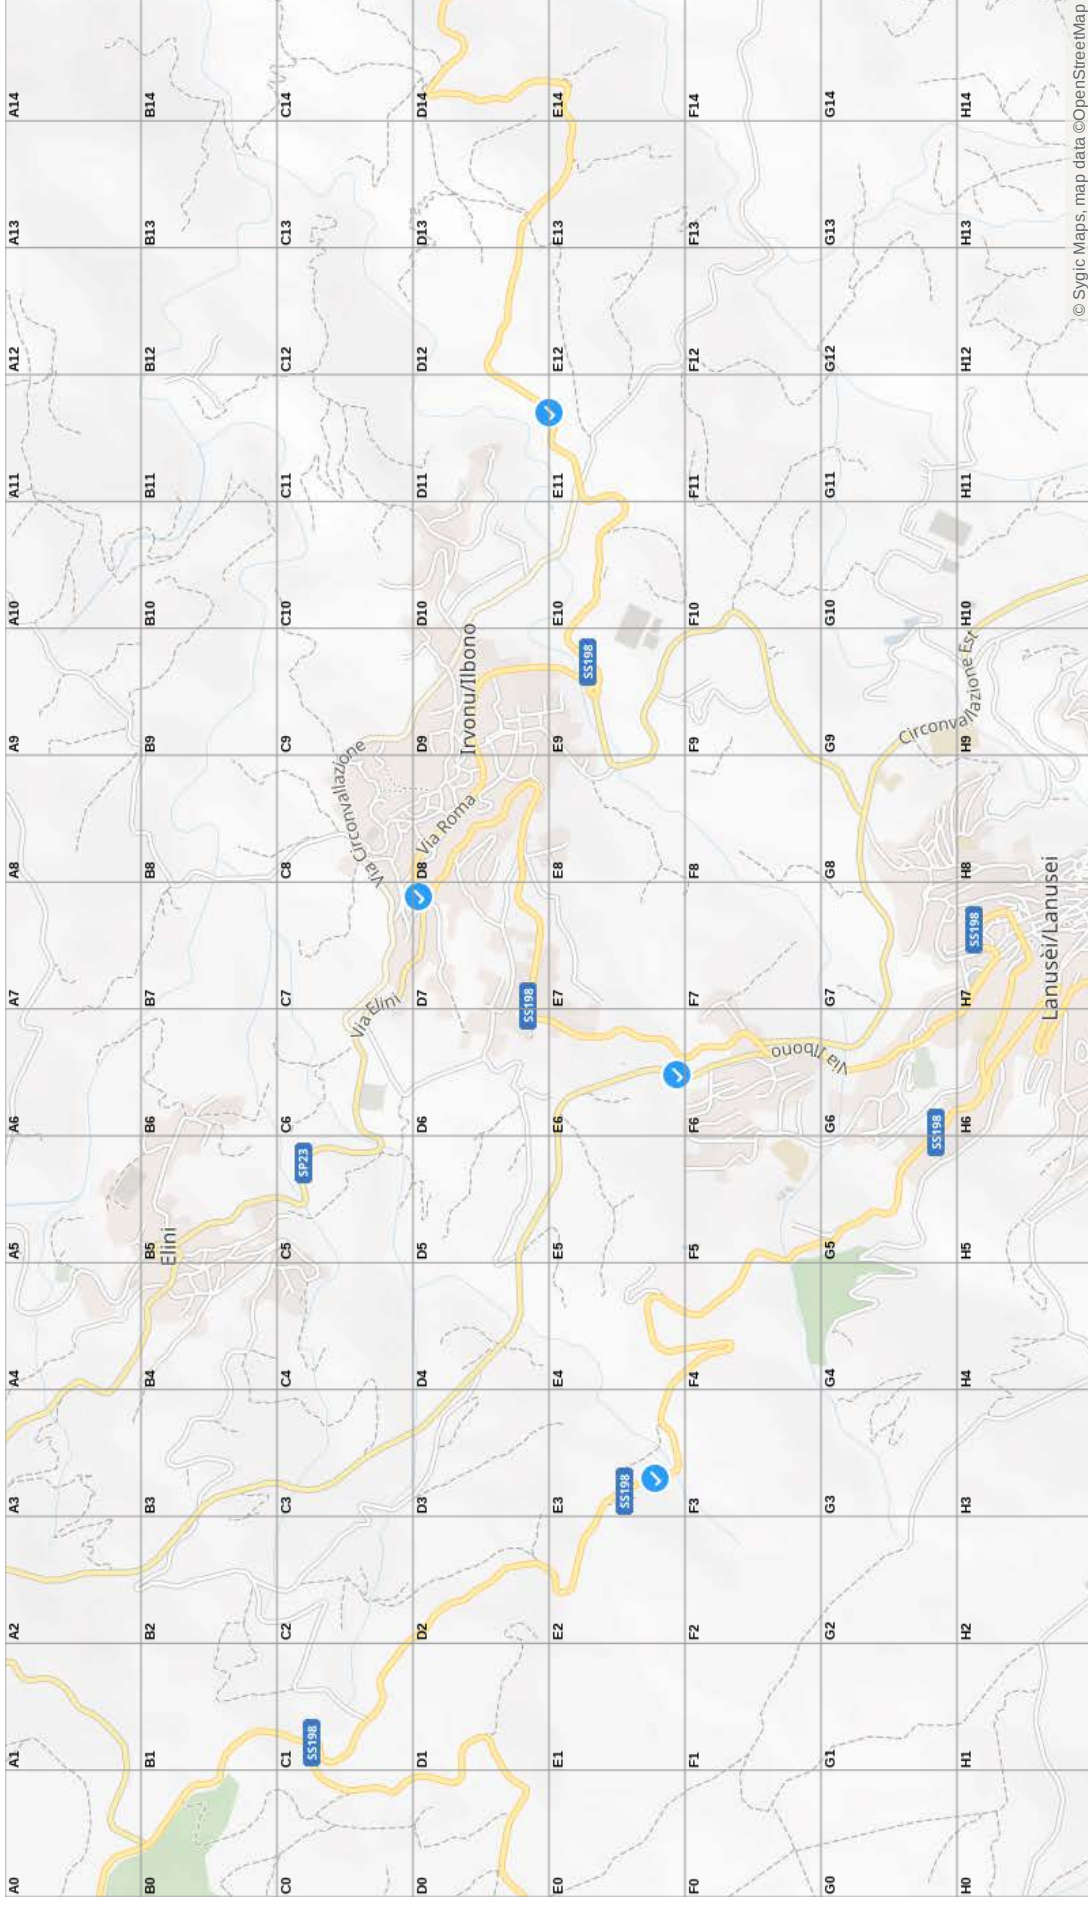 A0 A1 A2 A3 A4 A5 A6 A7 A8 A9 A10 A11 A12 A13 A14
B0 B1 B2 B3 B4 B5 B6 B7 B8 B9 B10 B11 B12 B13 B14
Elini
C0 C1 C2 C3 C4 C5 C6 C7 C8 C9 C10 C11 C12 C13 C14
SP23
SS198
Via Circonvallazione
Via Elini
D0 D1 D2 D3 D4 D5 D6 D7 D8 D9 D10 D11 D12 D13 D14
Via Roma
Irvonu/Ilbono
SS198
E0 E1 E2 E3 E4 E5 E6 E7 E8 E9 E10 E11 E12 E13 E14
SS198
SS198
F0 F1 F2 F3 F4 F5 F6 F7 F8 F9 F10 F11 F12 F13 F14
Via Ilbono
G0 G1 G2 G3 G4 G5 G6 G7 G8 G9 G10 G11 G12 G13 G14
SS198
Circonvallazione Est
H0 H1 H2 H3 H4 H5 H6 H7 H8 H9 H10 H11 H12 H13 H14
SS198
Lanusèi/Lanusei
© Sygic Maps, map data ©OpenStreetMap